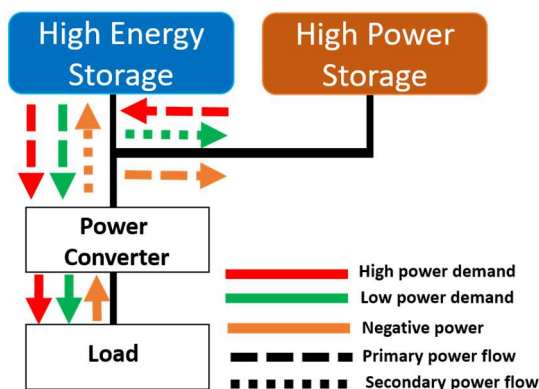 High Energy
Storage
High Power
Storage
Power
Converter
Load
High power demand
Low power demand
Negative power
Primary power flow
Secondary power flow